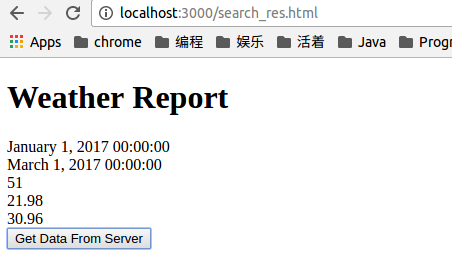 localhost:3000/search_res.html
Apps chrome 编程 娱乐 活着 Java Progr
Weather Report
January 1, 2017 00:00:00
March 1, 2017 00:00:00
51
21.98
30.96
Get Data From Server